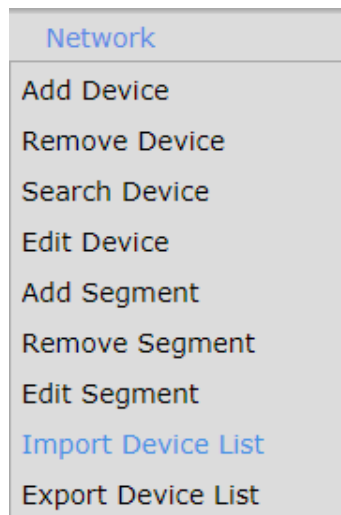 Network
Add Device
Remove Device
Search Device
Edit Device
Add Segment
Remove Segment
Edit Segment
Import Device List
Export Device List